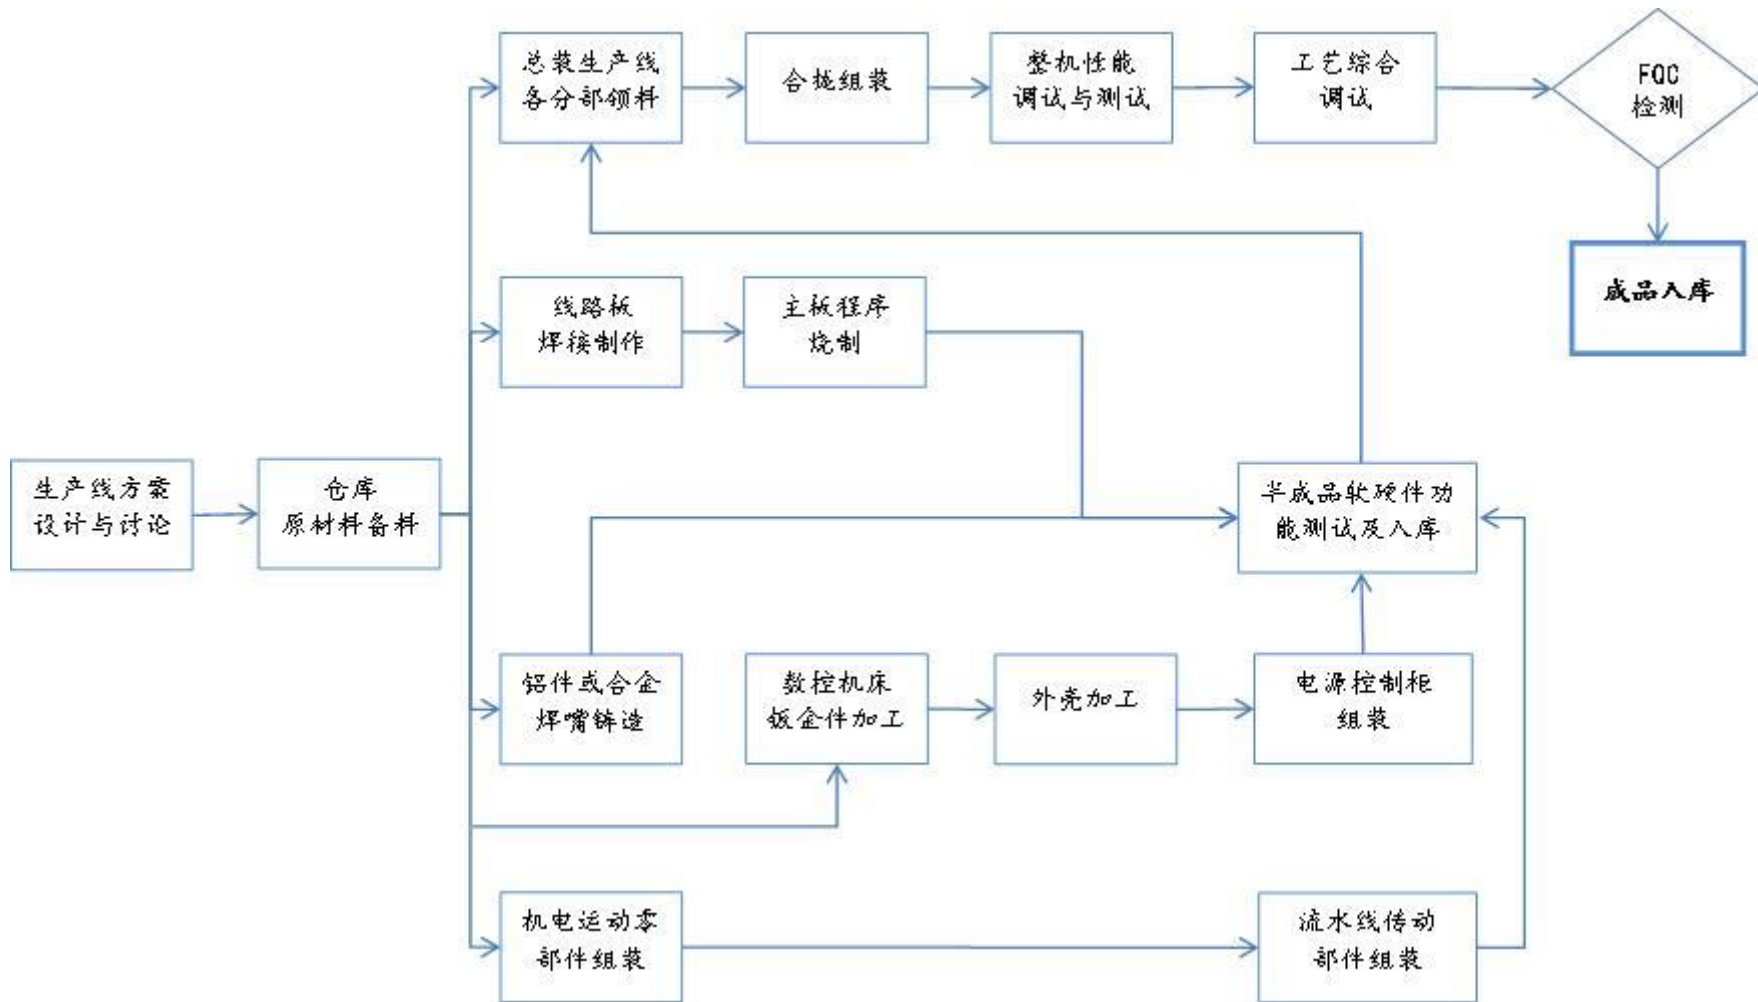 总装生产线
各分部领料
合拢组装
整机性能
调试与测试
工艺综合
调试
FQC
检测
成品入库
线路板
焊接制作
主板程序
烧制
生产线方案
设计与讨论
仓库
原材料备料
半成品软硬件功
能测试及入库
铝件或合金
焊嘴铸造
数控机床
钣金件加工
外壳加工
电源控制柜
组装
机电运动零
部件组装
流水线传动
部件组装